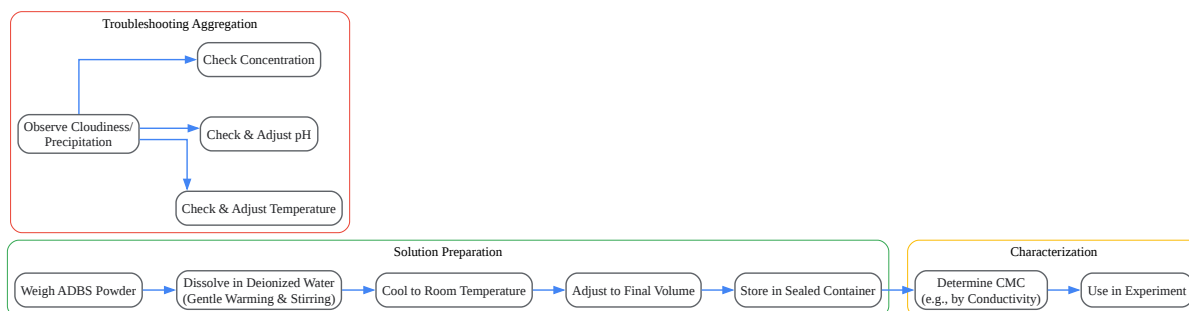 Troubleshooting Aggregation
Check Concentration
Observe Cloudiness/
Precipitation
Check & Adjust pH
Check & Adjust Temperature
Solution Preparation
Weigh ADBS Powder
Dissolve in Deionized Water
(Gentle Warming & Stirring)
Cool to Room Temperature
Adjust to Final Volume
Store in Sealed Container
Characterization
Determine CMC
(e.g., by Conductivity)
Use in Experiment